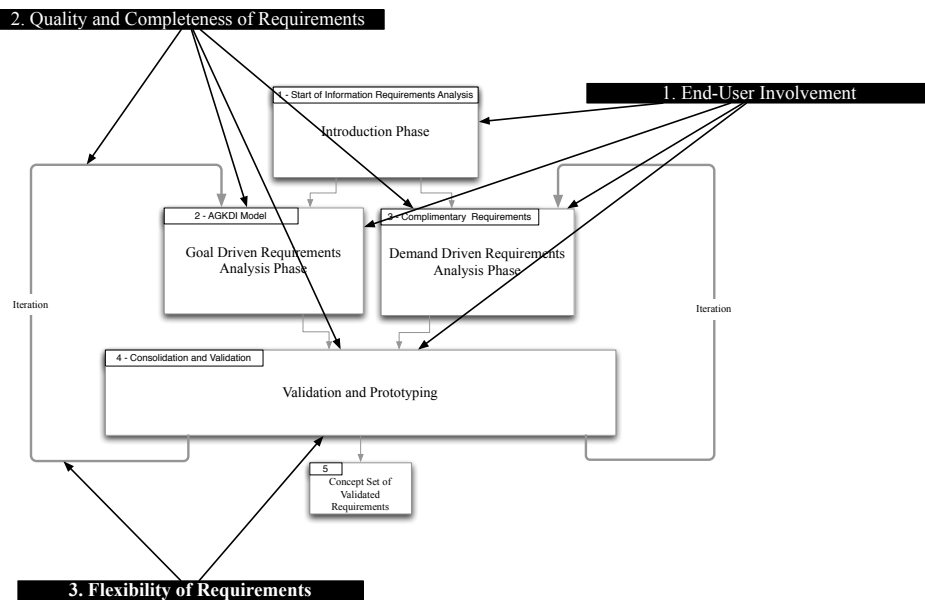 2. Quality and Completeness of Requirements
1. End-User Involvement
1 - Start of Information Requirements Analysis
Introduction Phase
2 - AGKDI Model
Goal Driven Requirements
Analysis Phase
3 - Complimentary Requirements
Demand Driven Requirements
Analysis Phase
Iteration
Iteration
4 - Consolidation and Validation
Validation and Prototyping
5
Concept Set of
Validated
Requirements
3. Flexibility of Requirements